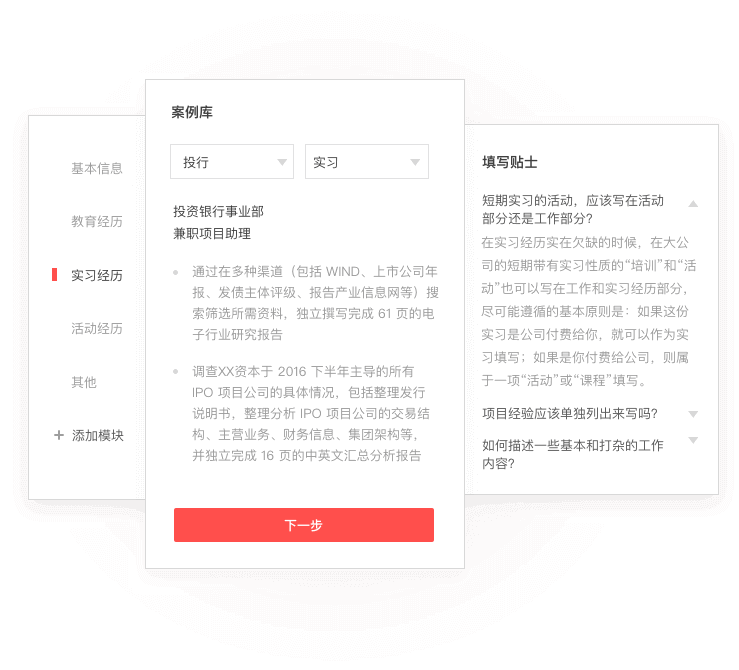 基本信息
教育经历
实习经历
活动经历
其他
+ 添加模块
案例库
投行
实习
投资银行事业部
兼职项目助理
通过在多种渠道（包括 WIND、上市公司年
报、发债主体评级、报告产业信息网等）搜
索筛选所需资料，独立撰写完成 61 页的电
子行业研究报告
调查XX资本于 2016 下半年主导的所有
IPO 项目公司的具体情况，包括整理发行
说明书，整理分析 IPO 项目公司的交易结
构、主营业务、财务信息、集团架构等，
并独立完成 16 页的中英文汇总分析报告
下一步
填写贴士
短期实习的活动，应该写在活动
部分还是工作部分？
在实习经历实在欠缺的时候，在大公
司的短期带有实习性质的“培训”和“活
动”也可以写在工作和实习经历部分，
尽可能遵循的基本原则是：如果这份
实习是公司付费给你，就可以作为实
习填写；如果是你付费给公司，则属
于一项“活动”或“课程”填写。
项目经验应该单独列出来写吗？
如何描述一些基本和打杂的工作
内容？